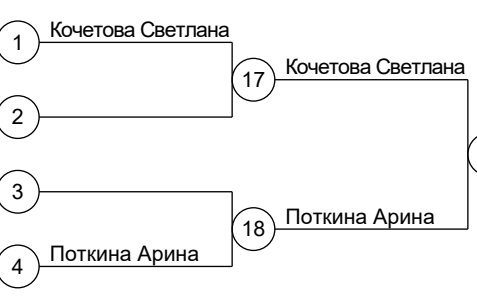 1 Кочетова Светлана
17 Кочетова Светлана
2
3
18 Поткина Арина
4 Поткина Арина